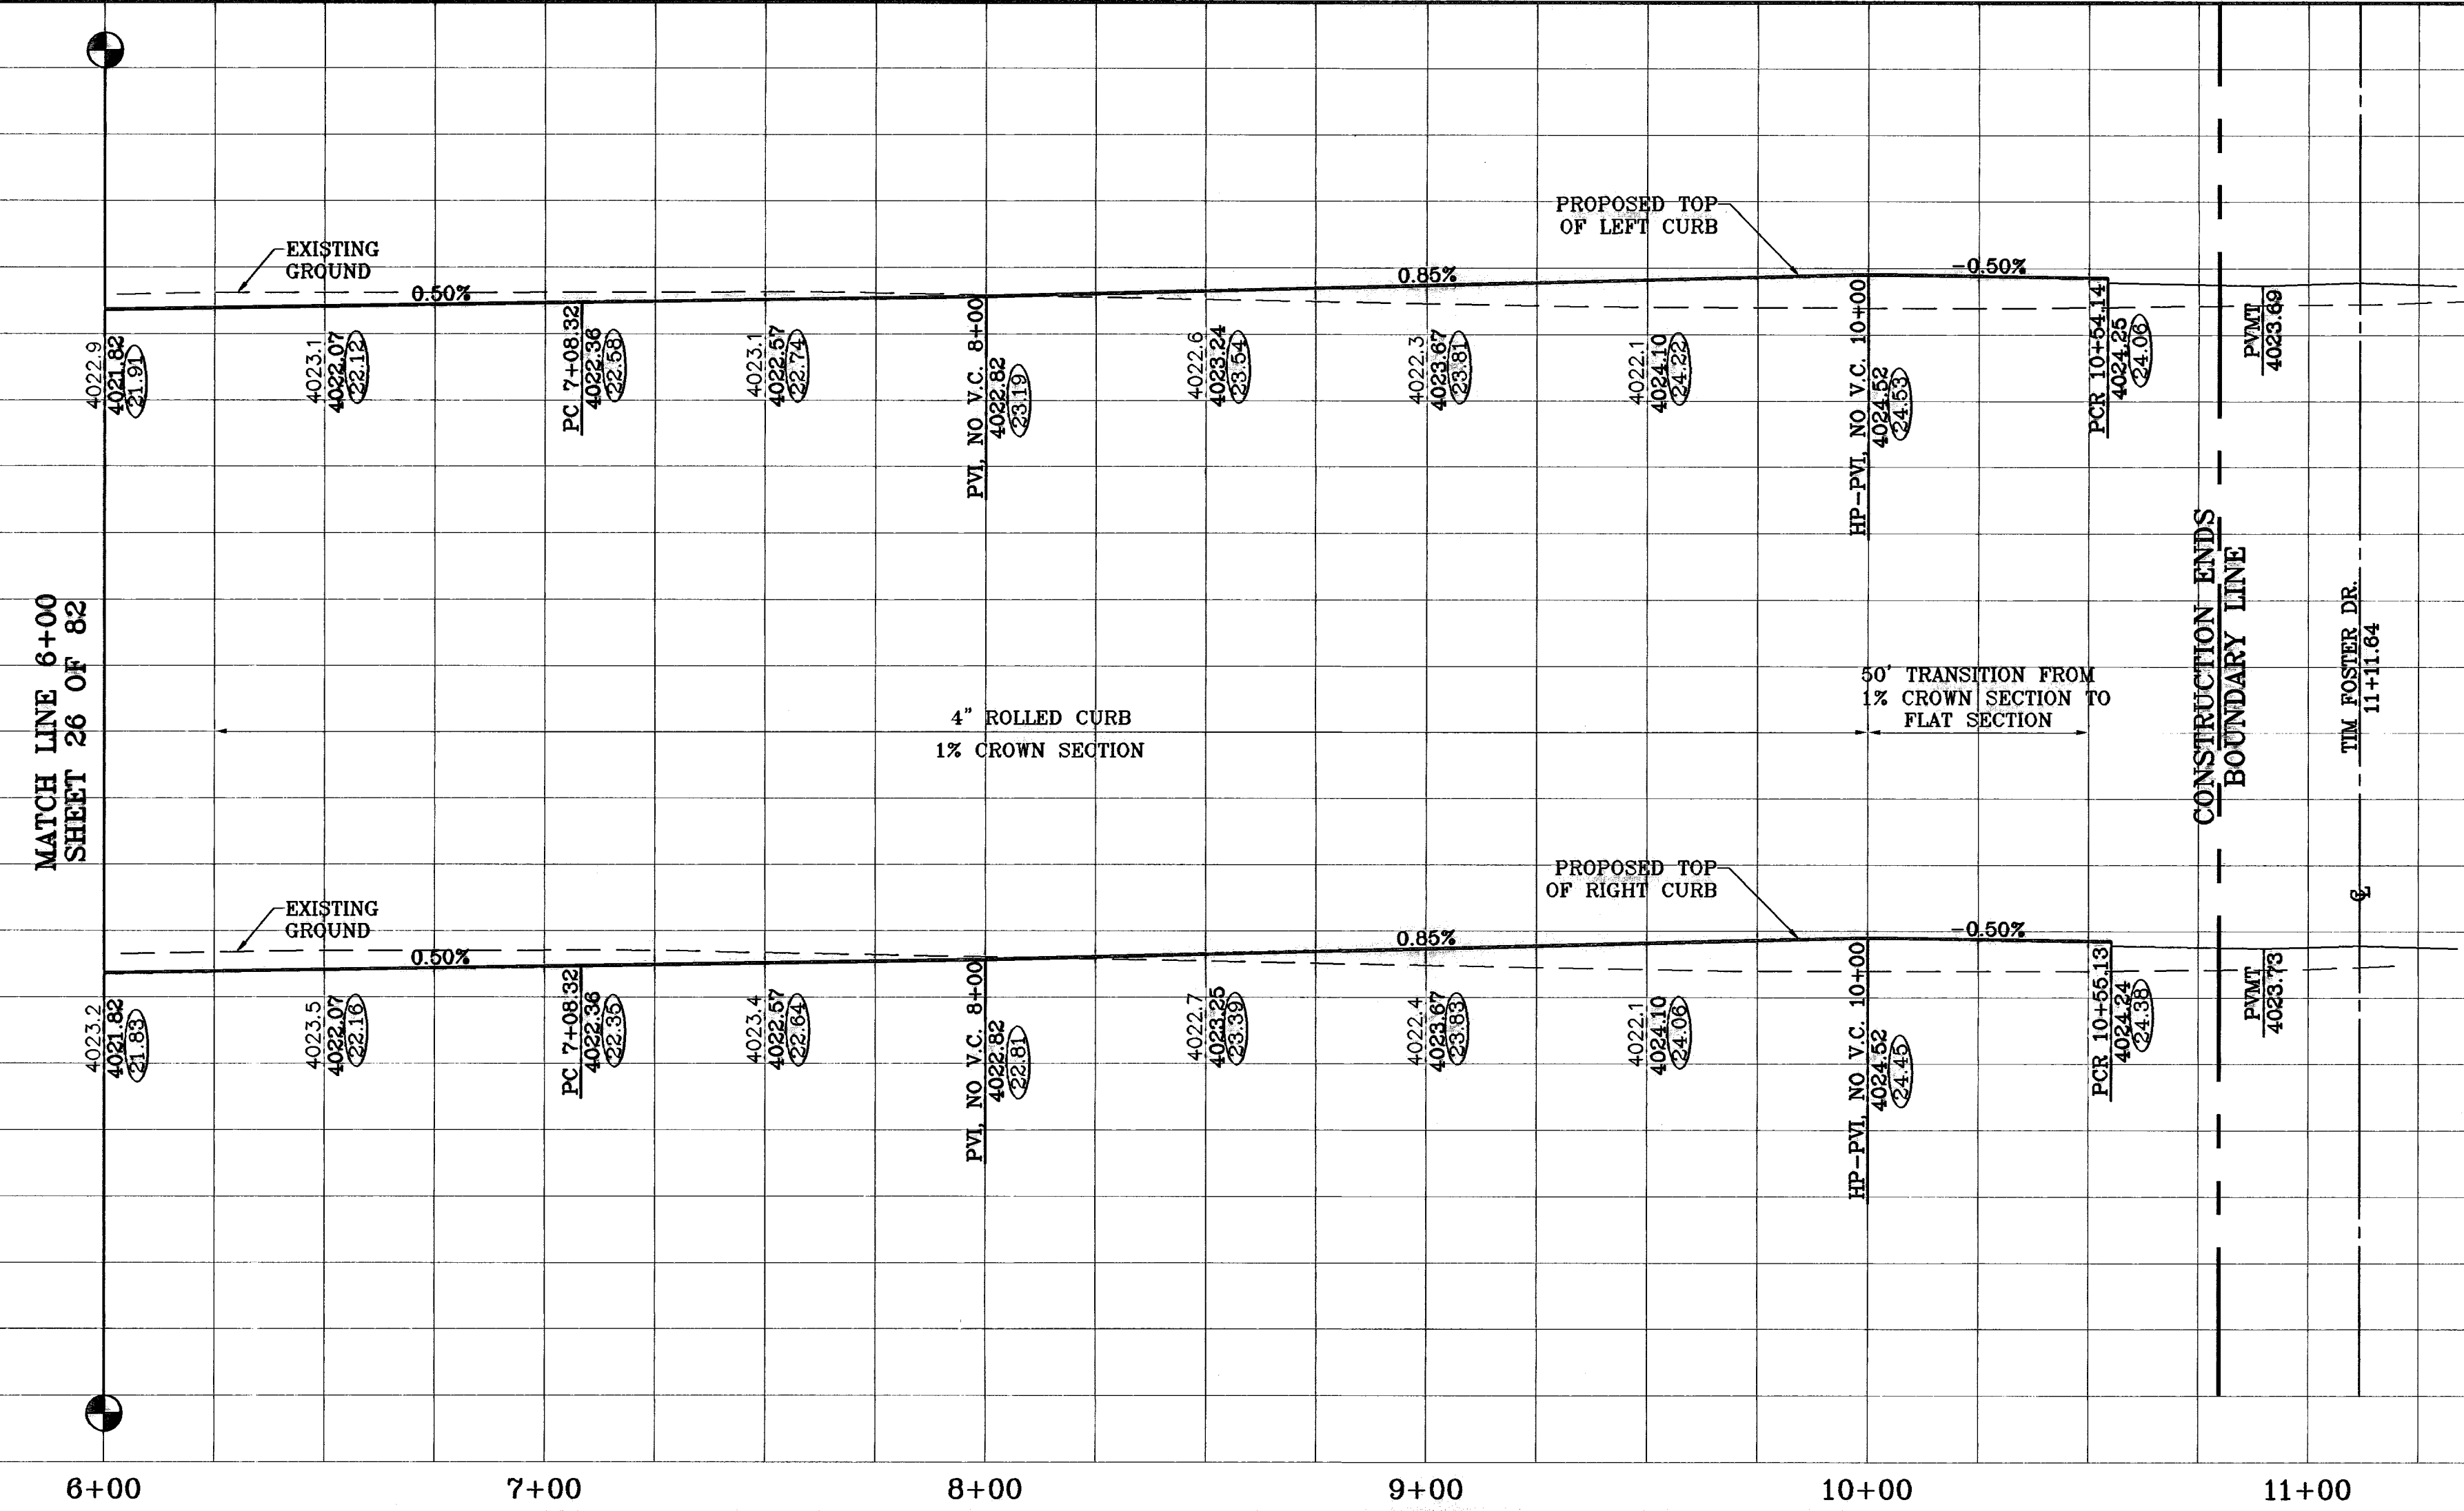 EXISTING
GROUND
0.50%
PROPOSED TOP
OF LEFT CURB
0.85%
-0.50%
4022.9
4021.82
21.91
4023.1
4022.07
22.12
PC 7+08.32
4022.36
22.58
4023.1
4022.57
22.74
PVI, NO V.C. 8+00
4022.82
23.19
4022.6
4023.24
23.54
4022.3
4023.67
23.81
4022.1
4024.10
24.22
HP-PVI, NO V.C. 10+00
4024.52
24.53
PCR 10+54.14
4024.25
24.06
PVMT
4023.69
MATCH LINE 6+00
SHEET 26 OF 82
4" ROLLED CURB
1% CROWN SECTION
50' TRANSITION FROM
1% CROWN SECTION TO
FLAT SECTION
CONSTRUCTION ENDS
BOUNDARY LINE
TIM FOSTER DR.
11+11.64
℄
EXISTING
GROUND
0.50%
PROPOSED TOP
OF RIGHT CURB
0.85%
-0.50%
4023.2
4021.82
21.83
4023.5
4022.07
22.16
PC 7+08.32
4022.36
22.35
4023.4
4022.57
22.64
PVI, NO V.C. 8+00
4022.82
22.81
4022.7
4023.25
23.39
4022.4
4023.67
23.83
4022.1
4024.10
24.06
HP-PVI, NO V.C. 10+00
4024.52
24.45
PCR 10+55.13
4024.24
24.38
PVMT
4023.73
6+00
7+00
8+00
9+00
10+00
11+00